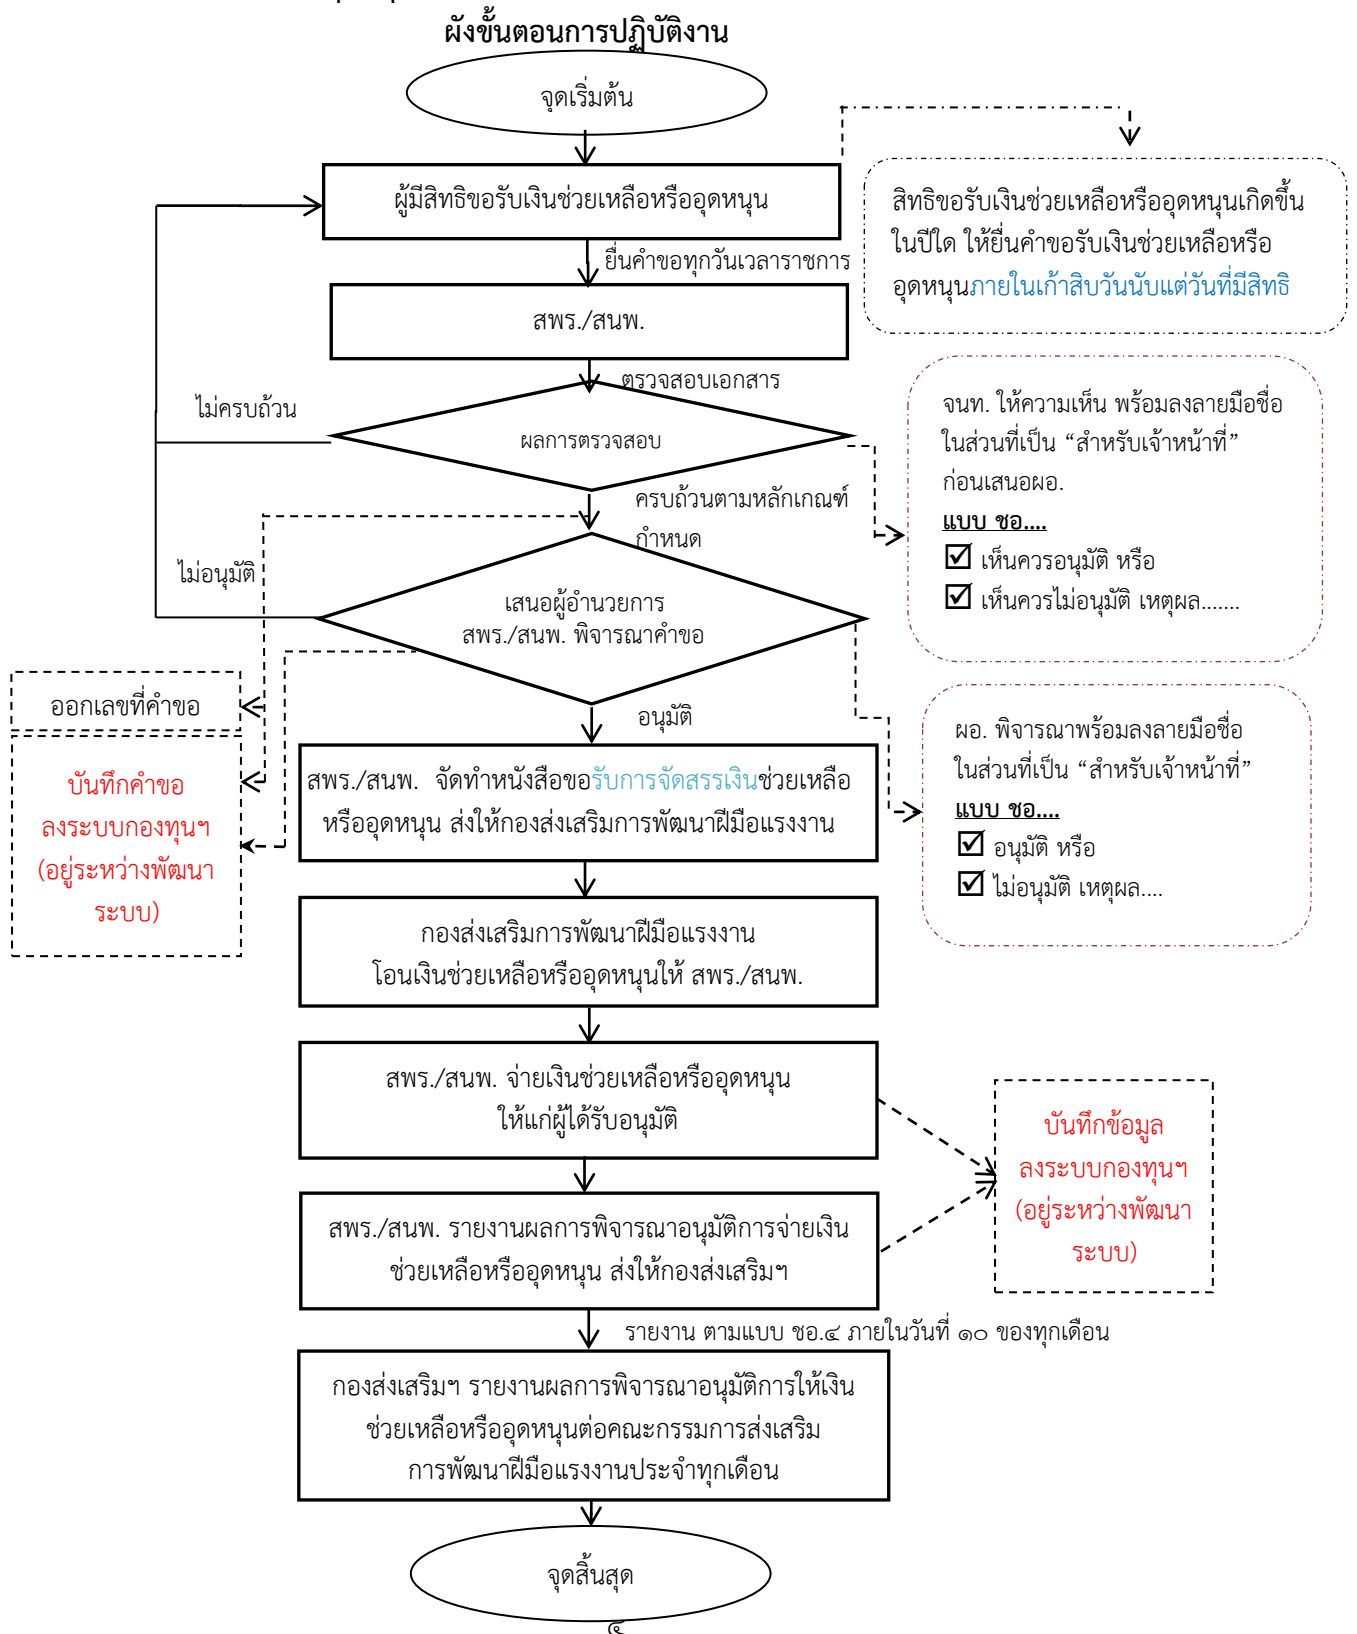 ผังขั้นตอนการปฏิบัติงาน
จุดเริ่มต้น
ผู้มีสิทธิขอรับเงินช่วยเหลือหรืออุดหนุน
สิทธิขอรับเงินช่วยเหลือหรืออุดหนุนเกิดขึ้น
ในปีใด ให้ยื่นคำขอรับเงินช่วยเหลือหรือ
อุดหนุนภายในเก้าสิบวันนับแต่วันที่มีสิทธิ
ยื่นคำขอทุกวันเวลาราชการ
สพร./สนพ.
ตรวจสอบเอกสาร
ไม่ครบถ้วน
ผลการตรวจสอบ
จนท. ให้ความเห็น พร้อมลงลายมือชื่อ
ในส่วนที่เป็น “สำหรับเจ้าหน้าที่”
ก่อนเสนอผอ.
แบบ ชอ....
☑ เห็นควรอนุมัติ หรือ
☑ เห็นควรไม่อนุมัติ เหตุผล.......
ครบถ้วนตามหลักเกณฑ์
กำหนด
ไม่อนุมัติ
เสนอผู้อำนวยการ
สพร./สนพ. พิจารณาคำขอ
ออกเลขที่คำขอ
บันทึกคำขอ
ลงระบบกองทุนฯ
(อยู่ระหว่างพัฒนา
ระบบ)
อนุมัติ
ผอ. พิจารณาพร้อมลงลายมือชื่อ
ในส่วนที่เป็น “สำหรับเจ้าหน้าที่”
แบบ ชอ....
☑ อนุมัติ หรือ
☑ ไม่อนุมัติ เหตุผล....
สพร./สนพ. จัดทำหนังสือขอรับการจัดสรรเงินช่วยเหลือ
หรืออุดหนุน ส่งให้กองส่งเสริมการพัฒนาฝีมือแรงงาน
กองส่งเสริมการพัฒนาฝีมือแรงงาน
โอนเงินช่วยเหลือหรืออุดหนุนให้ สพร./สนพ.
สพร./สนพ. จ่ายเงินช่วยเหลือหรืออุดหนุน
ให้แก่ผู้ได้รับอนุมัติ
บันทึกข้อมูล
ลงระบบกองทุนฯ
(อยู่ระหว่างพัฒนา
ระบบ)
สพร./สนพ. รายงานผลการพิจารณาอนุมัติการจ่ายเงิน
ช่วยเหลือหรืออุดหนุน ส่งให้กองส่งเสริมฯ
รายงาน ตามแบบ ชอ.๔ ภายในวันที่ ๑๐ ของทุกเดือน
กองส่งเสริมฯ รายงานผลการพิจารณาอนุมัติการให้เงิน
ช่วยเหลือหรืออุดหนุนต่อคณะกรรมการส่งเสริม
การพัฒนาฝีมือแรงงานประจำทุกเดือน
จุดสิ้นสุด